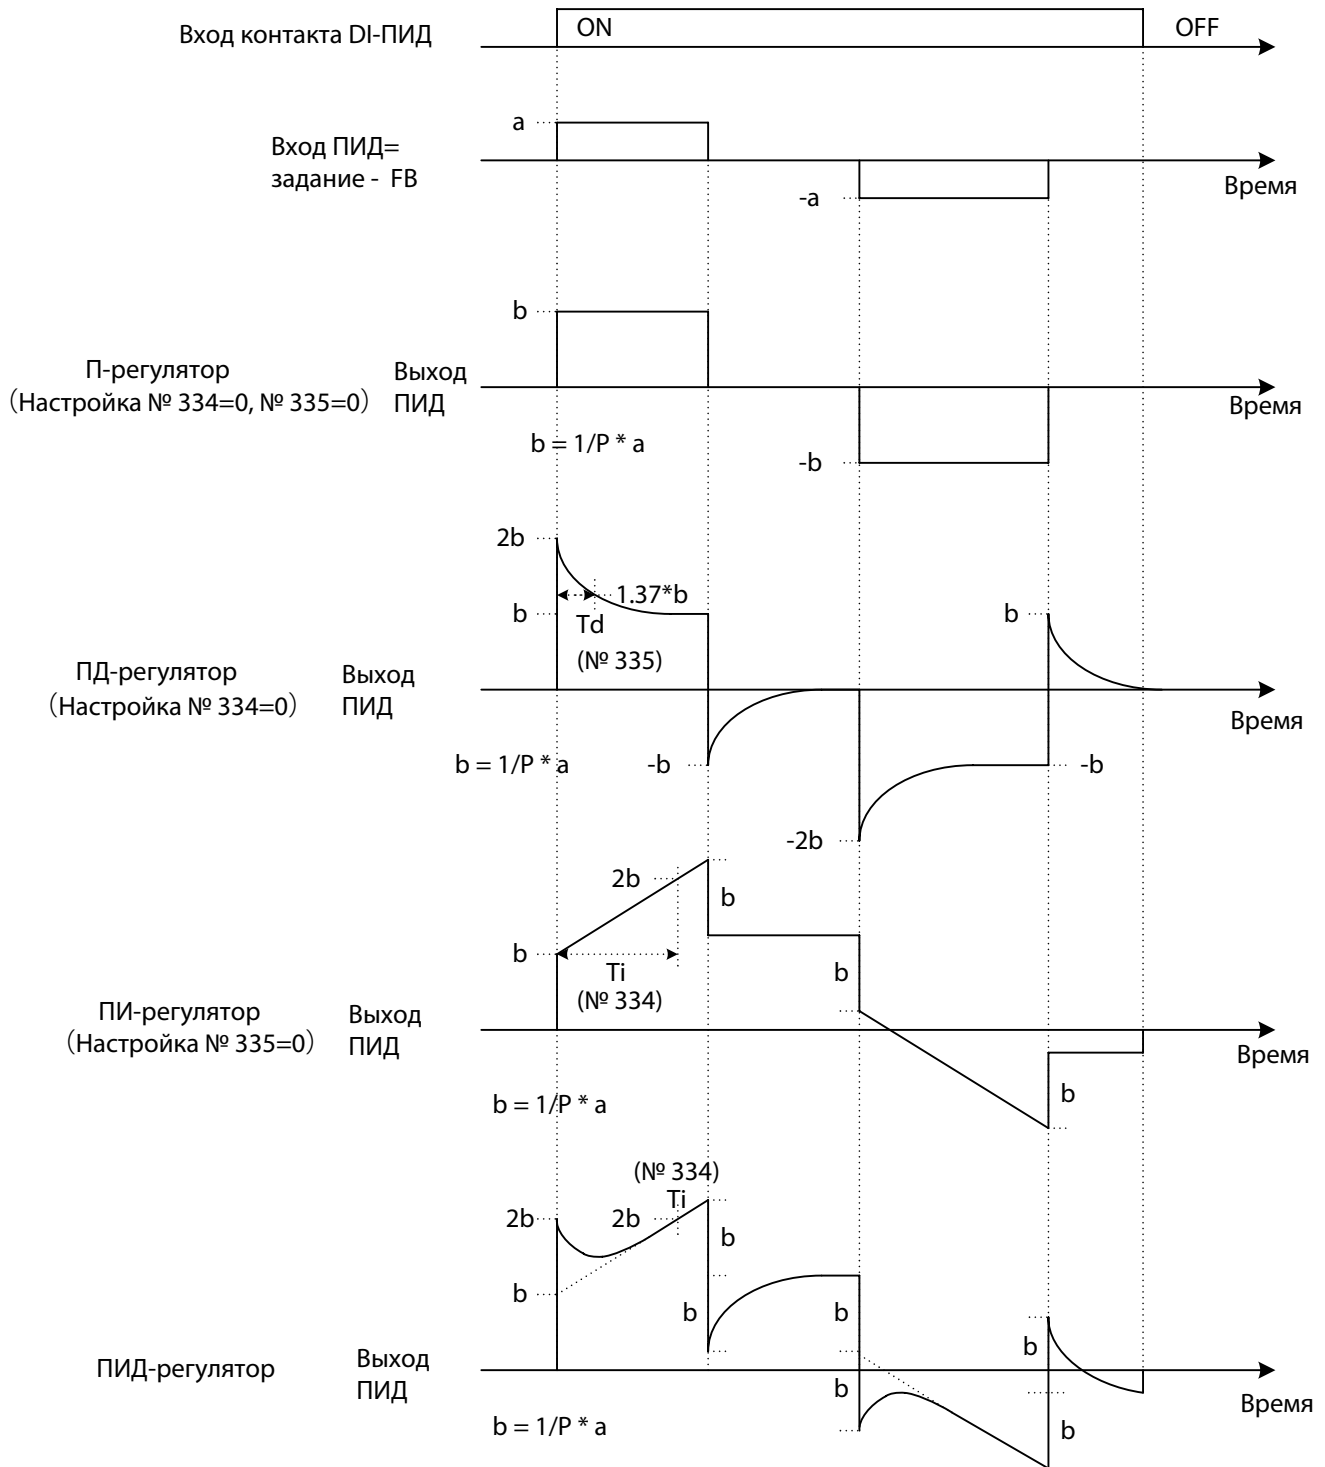 Вход контакта DI-ПИД
ON
OFF
a
Вход ПИД=
задание - FB
-a
Время
b
П-регулятор
(Настройка № 334=0, № 335=0)
Выход
ПИД
Время
b = 1/P * a
-b
2b
1.37*b
b
Td
(№ 335)
b
ПД-регулятор
(Настройка № 334=0)
Выход
ПИД
Время
b = 1/P * a
-b
-b
-2b
2b
b
b
Ti
(№ 334)
b
ПИ-регулятор
(Настройка № 335=0)
Выход
ПИД
Время
b = 1/P * a
b
(№ 334)
Ti
2b
2b
b
b
b
b
b
ПИД-регулятор
Выход
ПИД
b
Время
b = 1/P * a
b